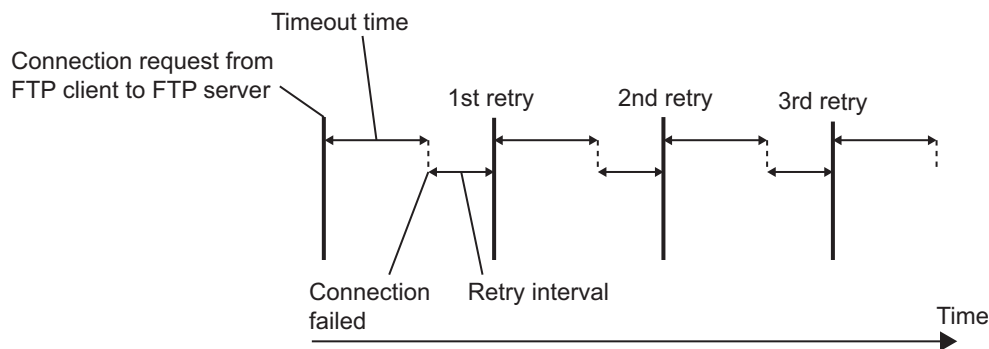 Timeout time
Connection request from
FTP client to FTP server
1st retry
2nd retry
3rd retry
Connection
failed
Retry interval
Time